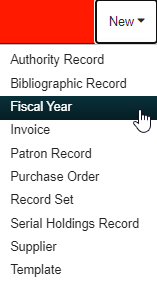 New
Authority Record
Bibliographic Record
Fiscal Year
Invoice
Patron Record
Purchase Order
Record Set
Serial Holdings Record
Supplier
Template